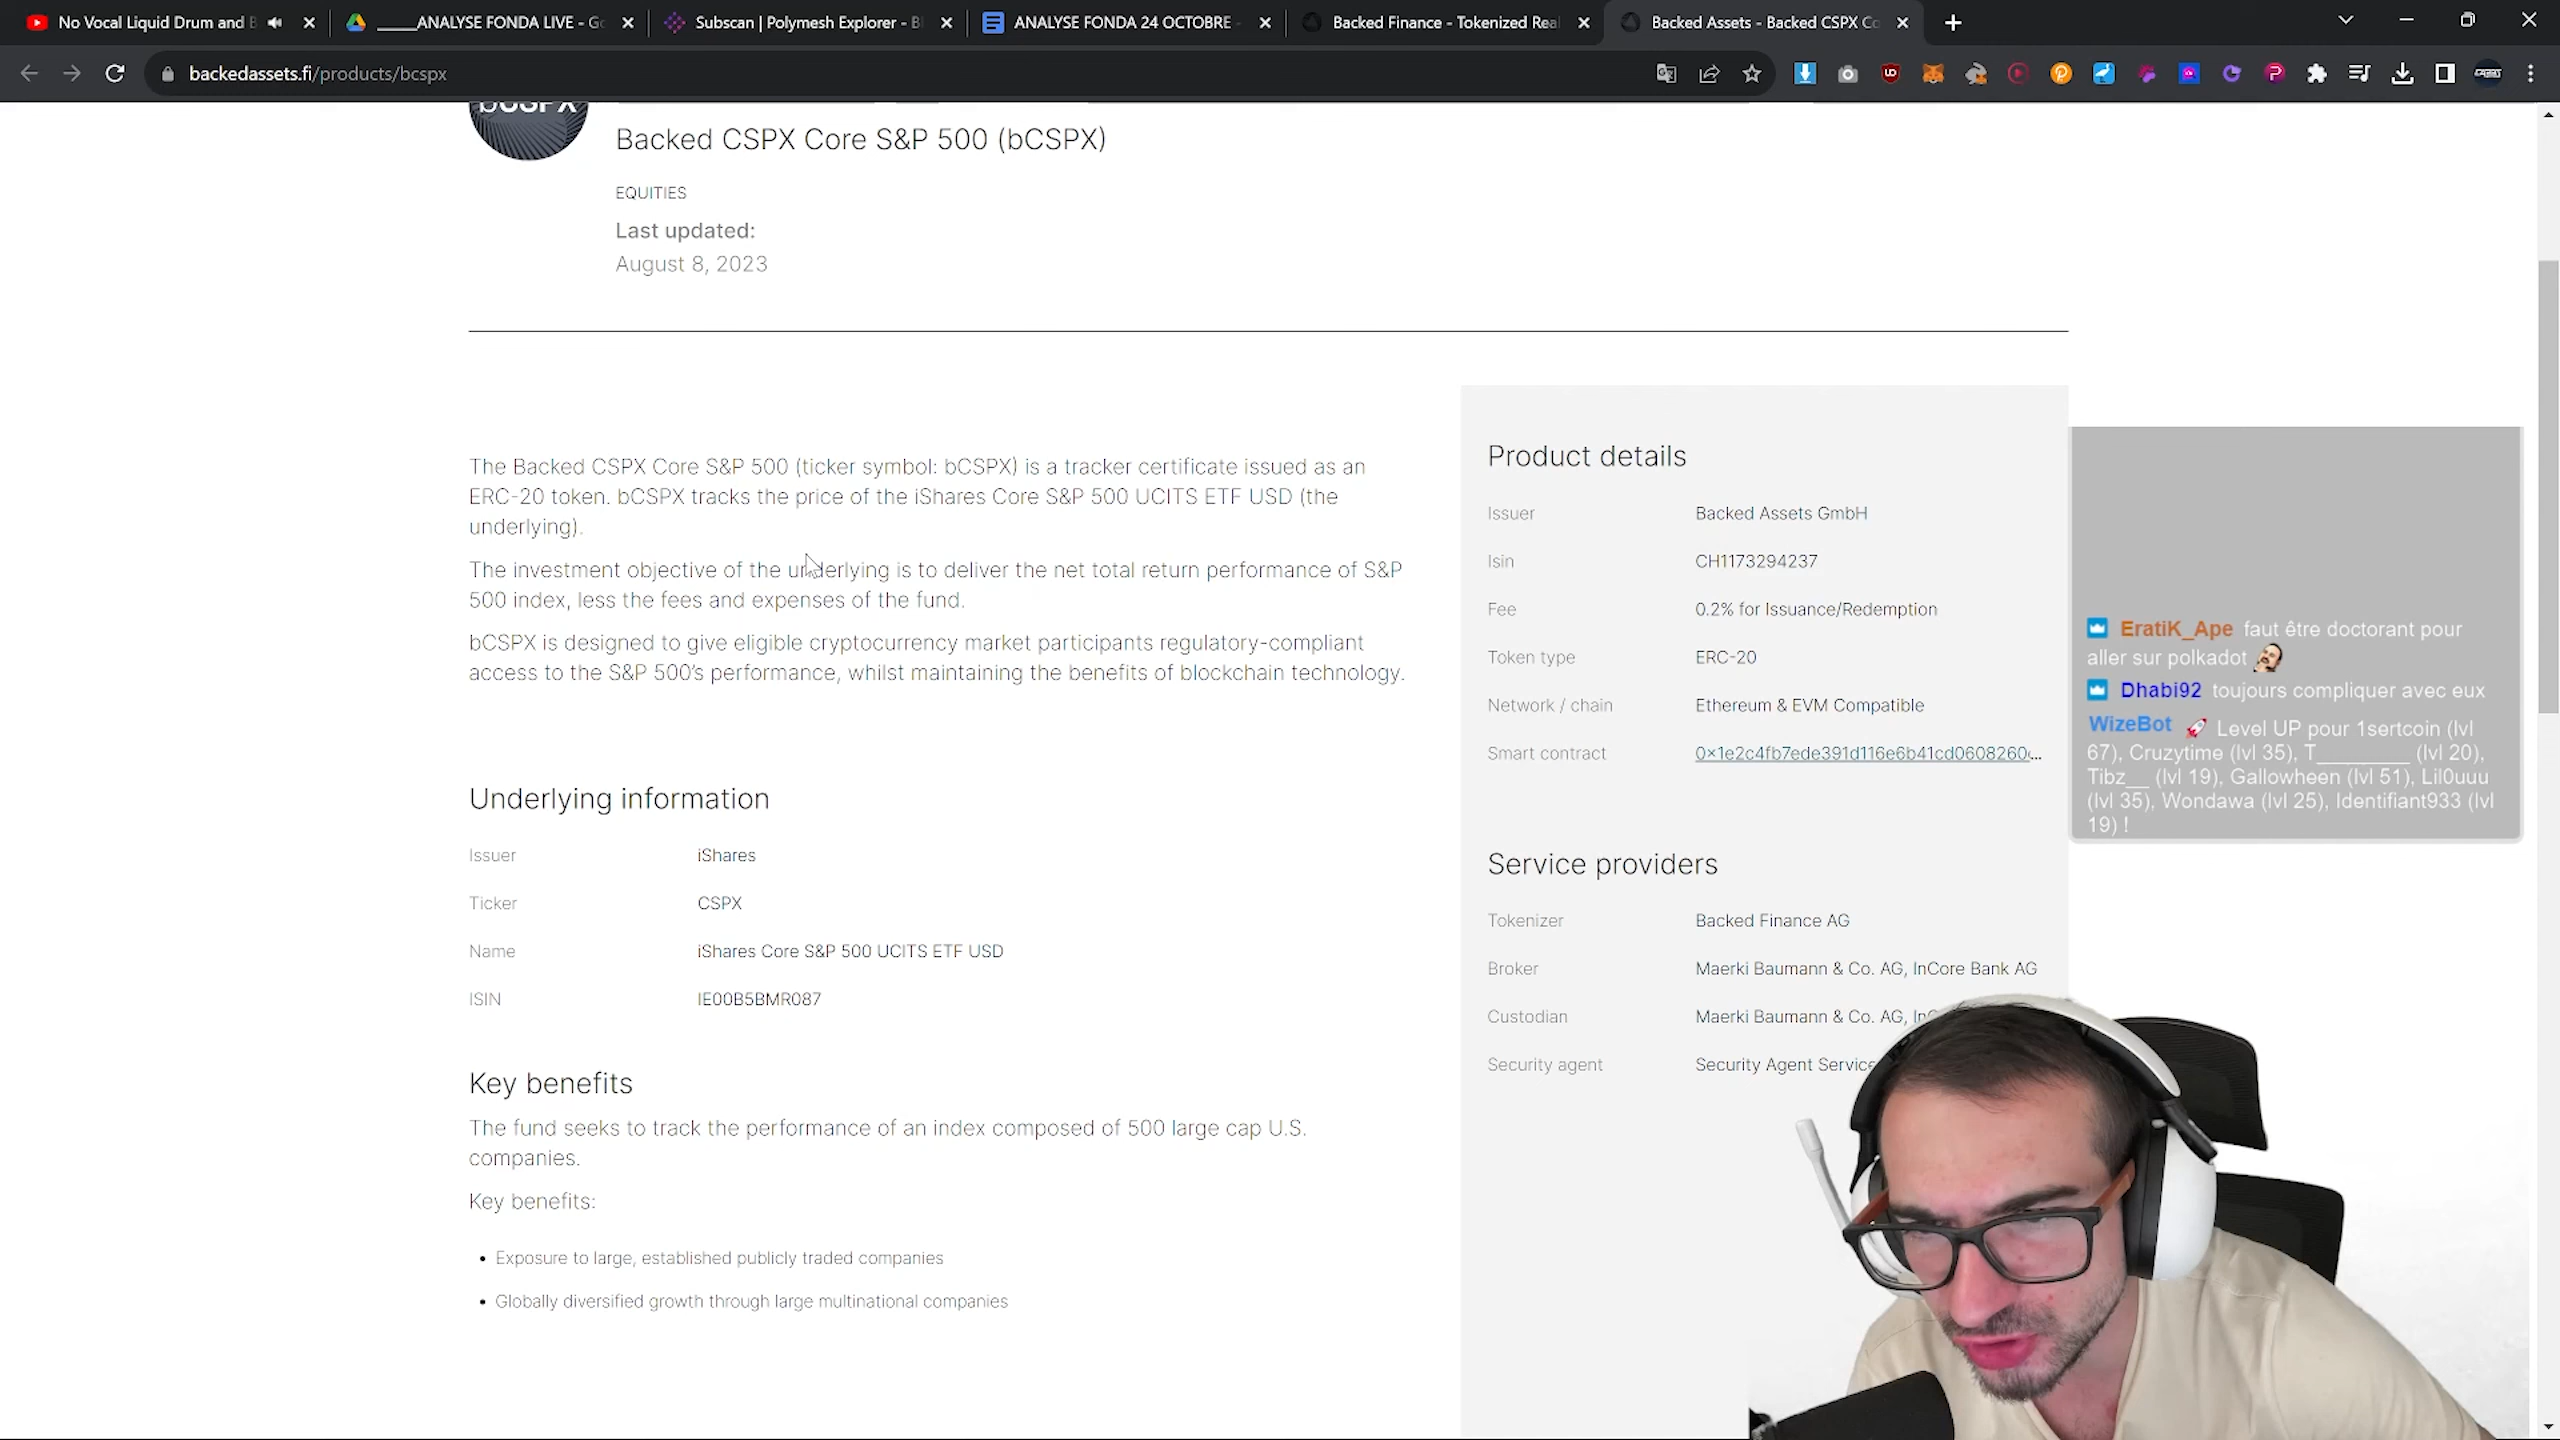 No Vocal Liquid Drum and B
_____ANALYSE FONDA LIVE - Go
Subscan | Polymesh Explorer - Bl
ANALYSE FONDA 24 OCTOBRE -
Backed Finance - Tokenized Real
Backed Assets - Backed CSPX Co
backedassets.fi/products/bcspx
bCSPX
Backed CSPX Core S&P 500 (bCSPX)
EQUITIES
Last updated:
August 8, 2023
The Backed CSPX Core S&P 500 (ticker symbol: bCSPX) is a tracker certificate issued as an
ERC-20 token. bCSPX tracks the price of the iShares Core S&P 500 UCITS ETF USD (the
underlying).
The investment objective of the underlying is to deliver the net total return performance of S&P
500 index, less the fees and expenses of the fund.
bCSPX is designed to give eligible cryptocurrency market participants regulatory-compliant
access to the S&P 500's performance, whilst maintaining the benefits of blockchain technology.
Underlying information
Issuer iShares
Ticker CSPX
Name iShares Core S&P 500 UCITS ETF USD
ISIN IE00B5BMR087
Key benefits
The fund seeks to track the performance of an index composed of 500 large cap U.S.
companies.
Key benefits:
• Exposure to large, established publicly traded companies
• Globally diversified growth through large multinational companies
Product details
Issuer Backed Assets GmbH
Isin CH1173294237
Fee 0.2% for Issuance/Redemption
Token type ERC-20
Network / chain Ethereum & EVM Compatible
Smart contract 0x1e2c4fb7ede391d116e6b41cd0608260...
Service providers
Tokenizer Backed Finance AG
Broker Maerki Baumann & Co. AG, InCore Bank AG
Custodian Maerki Baumann & Co. AG,
Security agent Security Agent Service
EratiK_Ape faut être doctorant pour
aller sur polkadot
Dhabi92 toujours compliquer avec eux
WizeBot 🚀 Level UP pour 1sertcoin (lvl
67), Cruzytime (lvl 35), T________ (lvl 20),
Tibz__ (lvl 19), Gallowheen (lvl 51), Lil0uuu
(lvl 35), Wondawa (lvl 25), Identifiant933 (lvl
19) !